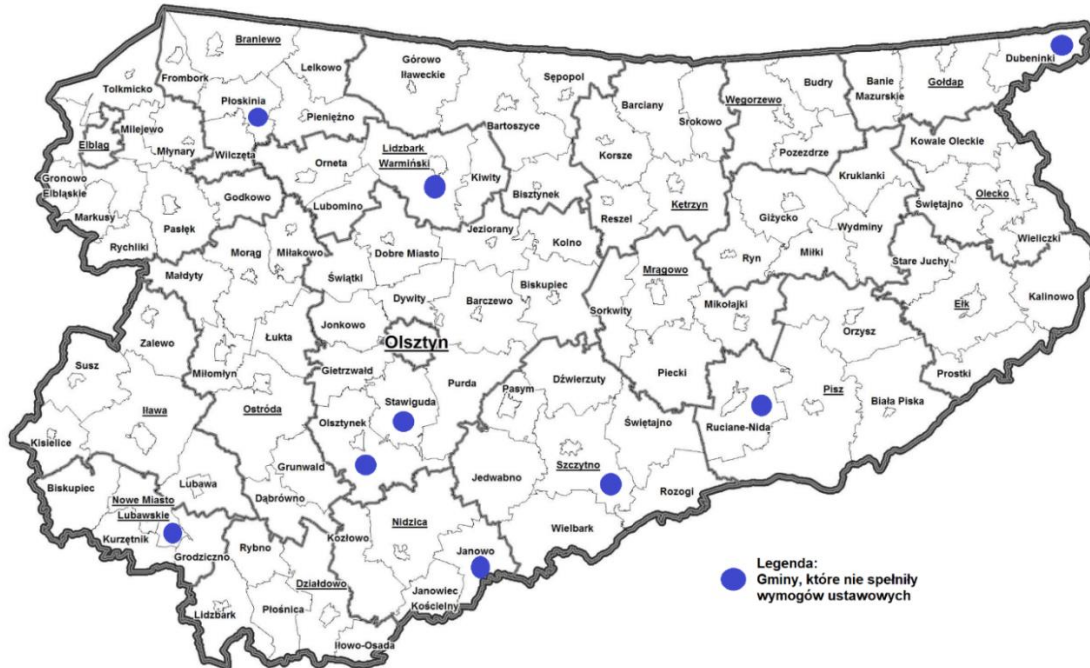 Braniewo
Lelkowo
Frombork
Górowo
Iławeckie
Sępopol
Tolkmicko
Płoskinia
Pieniężno
Bartoszyce
Barciany
Srokowo
Węgorzewo
Budry
Banie
Mazurskie
Gołdap
Dubeninki
Elbląg
Milejewo
Młynary
Wilczęta
Orneta
Lidzbark
Warmiński
Kiwity
Bisztynek
Korsze
Pozezdrze
Kowale Oleckie
Gronowo
Elbląskie
Markusy
Pasłęk
Godkowo
Lubomino
Reszel
Kętrzyn
Giżycko
Kruklanki
Wydminy
Świętajno
Olecko
Wieliczki
Rychliki
Morąg
Miłakowo
Świątki
Dobre Miasto
Jeziorany
Kolno
Ryn
Miłki
Stare Juchy
Małdyty
Dywity
Barczewo
Biskupiec
Sorkwity
Mrągowo
Mikołajki
Orzysz
Ełk
Kalinowo
Zalewo
Łukta
Jonkowo
Olsztyn
Susz
Miłomłyn
Gietrzwałd
Purda
Dźwierzuty
Pasym
Piecki
Prostki
Iława
Ostróda
Stawiguda
Olsztynek
Świętajno
Ruciane-Nida
Pisz
Biała Piska
Kisielice
Biskupiec
Lubawa
Grunwald
Dąbrówno
Jedwabno
Szczytno
Rozogi
Nowe Miasto
Lubawskie
Kurzętnik
Grodziczno
Rybno
Kozłowo
Nidzica
Janowo
Wielbark
Lidzbark
Płośnica
Działdowo
Janowiec
Kościelny
Iłowo-Osada
Legenda:
Gminy, które nie spełniły
wymogów ustawowych